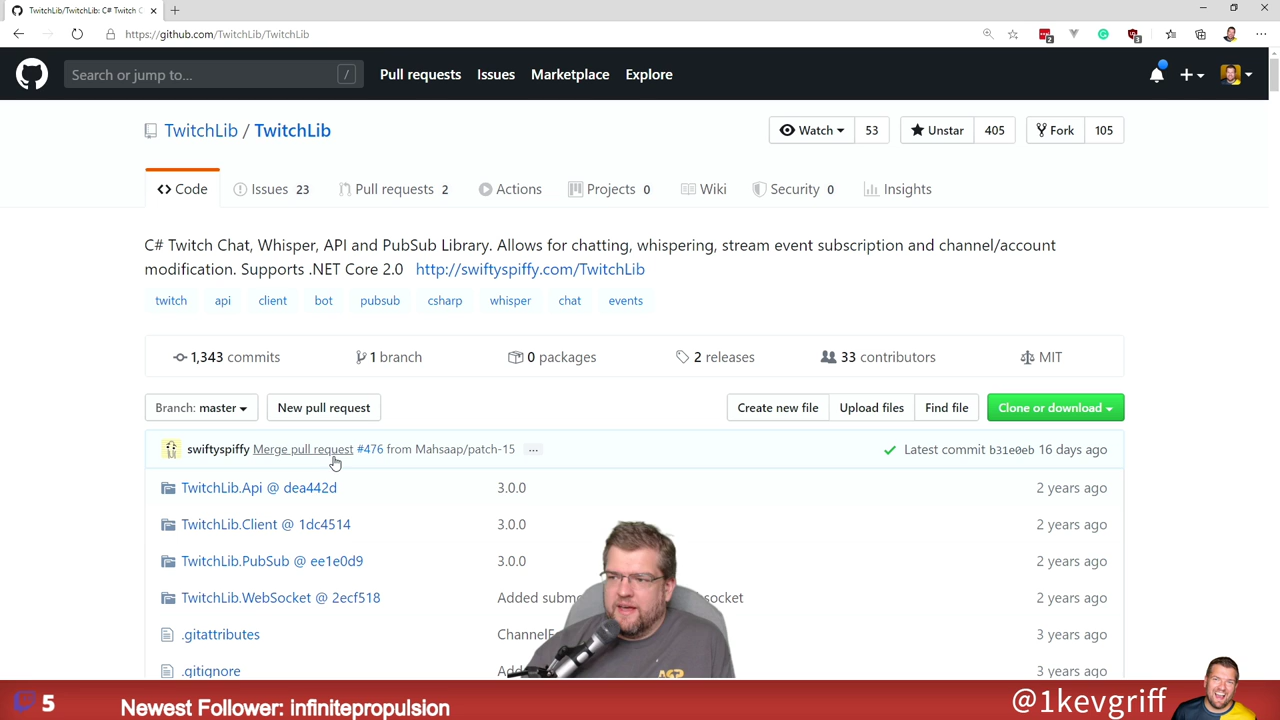 TwitchLib/TwitchLib: C# Twitch C
https://github.com/TwitchLib/TwitchLib
Search or jump to...
/
Pull requests
Issues
Marketplace
Explore
TwitchLib / TwitchLib
Watch 53
Unstar 405
Fork 105
Code
Issues 23
Pull requests 2
Actions
Projects 0
Wiki
Security 0
Insights
C# Twitch Chat, Whisper, API and PubSub Library. Allows for chatting, whispering, stream event subscription and channel/account
modification. Supports .NET Core 2.0 http://swiftyspiffy.com/TwitchLib
twitch api client bot pubsub csharp whisper chat events
1,343 commits
1 branch
0 packages
2 releases
33 contributors
MIT
Branch: master
New pull request
Create new file
Upload files
Find file
Clone or download
swiftyspiffy Merge pull request #476 from Mahsaap/patch-15 ...
Latest commit b31e0eb 16 days ago
TwitchLib.Api @ dea442d 3.0.0 2 years ago
TwitchLib.Client @ 1dc4514 3.0.0 2 years ago
TwitchLib.PubSub @ ee1e0d9 3.0.0 2 years ago
TwitchLib.WebSocket @ 2ecf518 Added subm ocket 2 years ago
.gitattributes 3 years ago
.gitignore 3 years ago
5
Newest Follower: infinitepropulsion
@1kevgriff